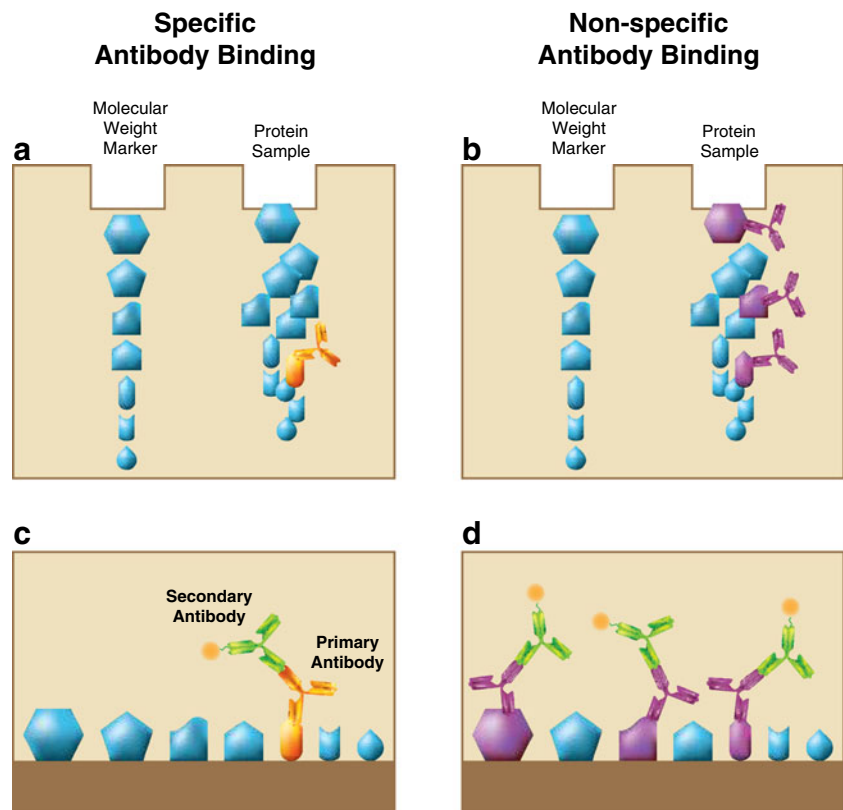 Specific
Antibody Binding
Non-specific
Antibody Binding
a
Molecular
Weight
Marker
Protein
Sample
b
Molecular
Weight
Marker
Protein
Sample
c
Secondary
Antibody
Primary
Antibody
d